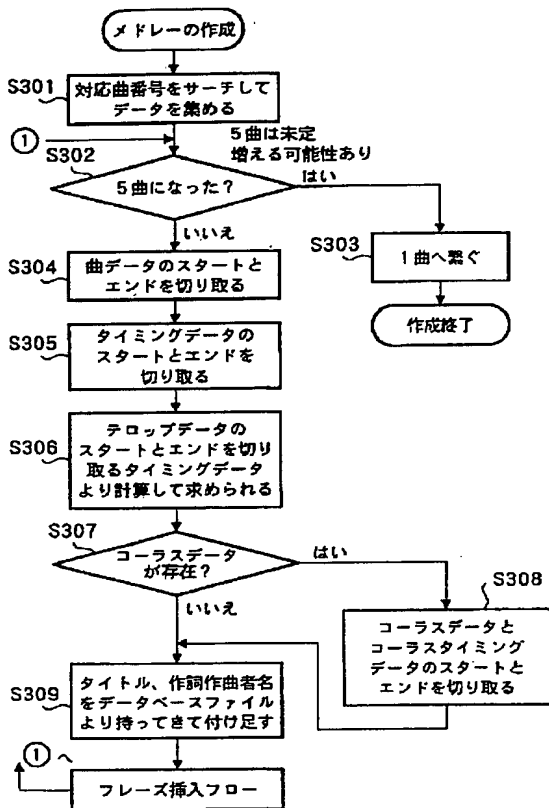 メドレーの作成
S301
対応曲番号をサーチして
データを集める
①
5曲は未定
増える可能性あり
S302
5曲になった?
はい
いいえ
S303
1曲へ繋ぐ
作成終了
S304
曲データのスタートと
エンドを切り取る
S305
タイミングデータの
スタートとエンドを
切り取る
S306
テロップデータの
スタートとエンドを切り
取るタイミングデータ
より計算して求められる
S307
コーラスデータ
が存在?
はい
いいえ
S308
コーラスデータと
コーラスタイミング
データのスタートと
エンドを切り取る
S309
タイトル、作詞作曲者名
をデータベースファイル
より持ってきて付け足す
①
フレーズ挿入フロー